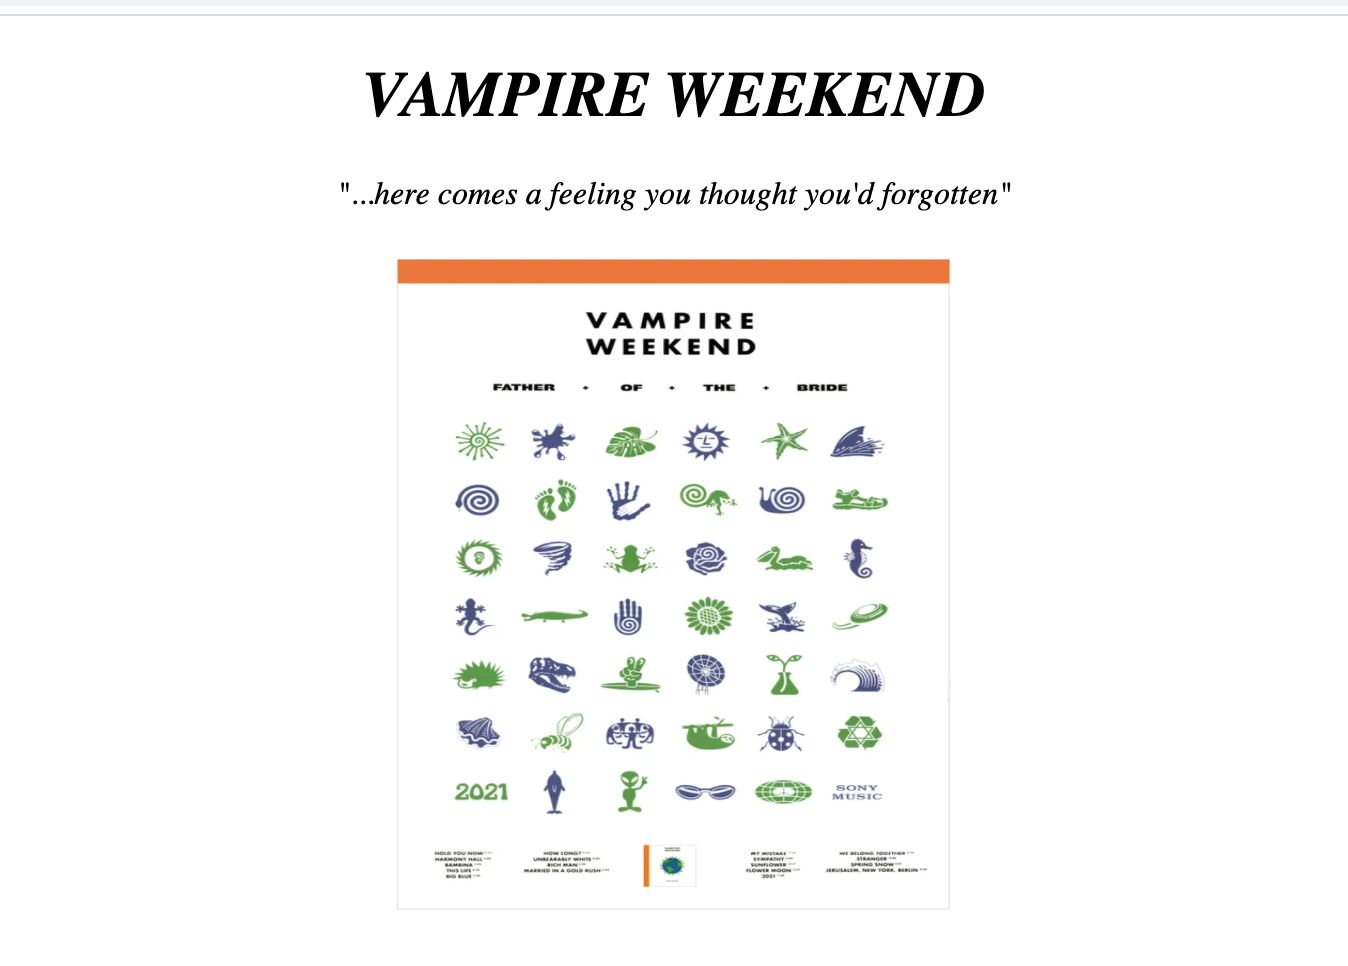 VAMPIRE WEEKEND
"...here comes a feeling you thought you'd forgotten"
VAMPIRE
WEEKEND
FATHER + OF + THE + BRIDE
2021
SONY
MUSIC
HOLD YOU NOW
HARMONY HALL
BAMBINA
THIS LIFE
BIG BLUE
HOW LONG?
UNBEARABLY WHITE
RICH MAN
MARRIED IN A GOLD RUSH
VAMPIRE
WEEKEND
MY MISTAKE
SYMPATHY
SUNFLOWER
FLOWER MOON
2021
WE BELONG TOGETHER
STRANGER
SPRING SNOW
JERUSALEM, NEW YORK, BERLIN